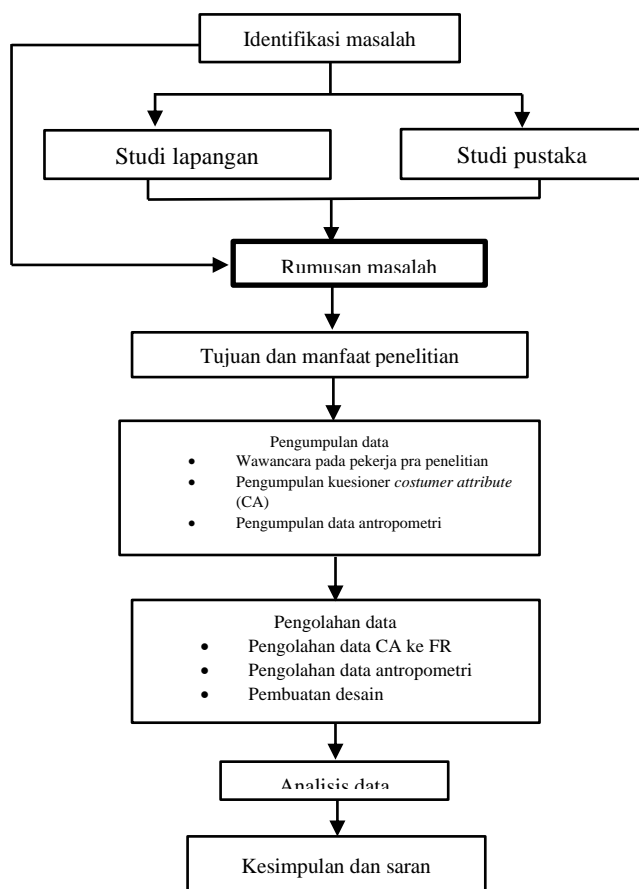 Identifikasi masalah
Studi lapangan
Studi pustaka
Rumusan masalah
Tujuan dan manfaat penelitian
Pengumpulan data
• Wawancara pada pekerja pra penelitian
• Pengumpulan kuesioner costumer attribute
(CA)
• Pengumpulan data antropometri
Pengolahan data
• Pengolahan data CA ke FR
• Pengolahan data antropometri
• Pembuatan desain
Analisis data
Kesimpulan dan saran